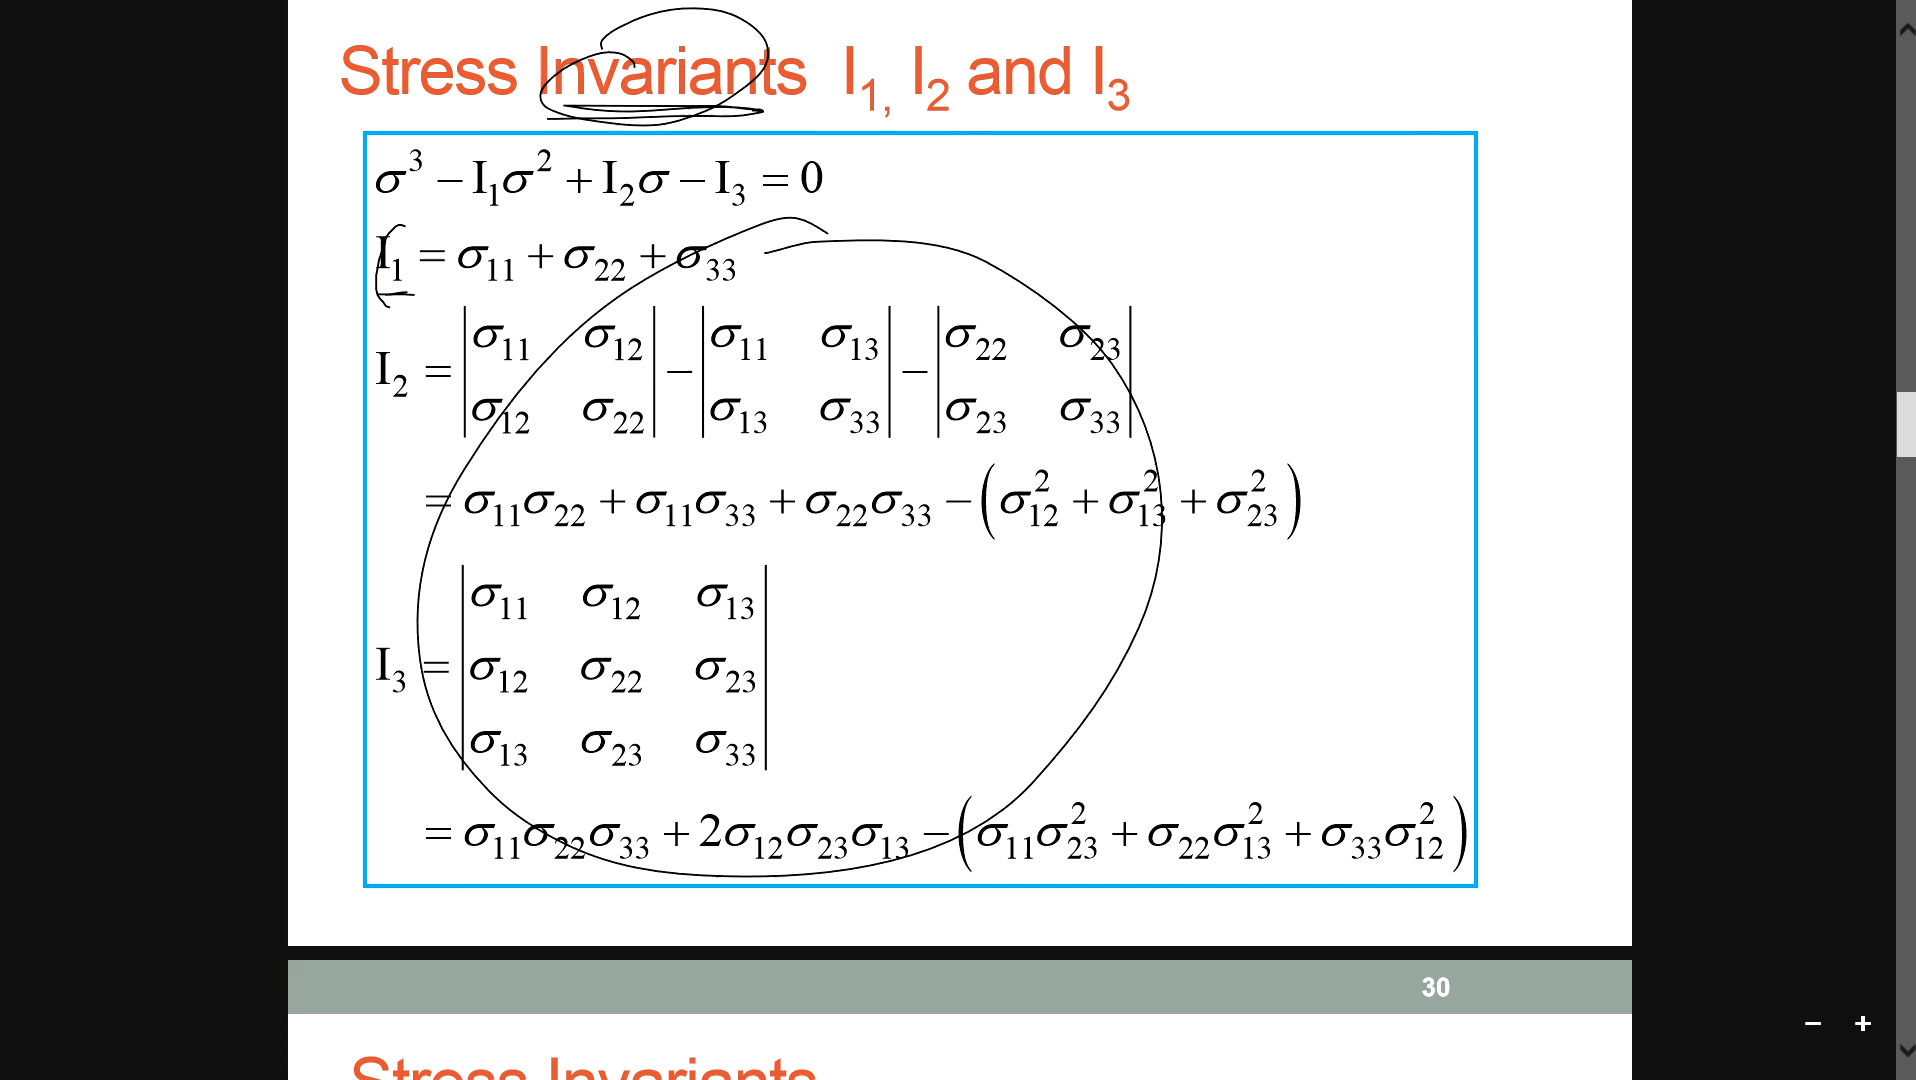 Stress Invariants I₁, I₂ and I₃
σ³ − I₁σ² + I₂σ − I₃ = 0
I₁ = σ₁₁ + σ₂₂ + σ₃₃
I₂ = |σ₁₁ σ₁₂| − |σ₁₁ σ₁₃| − |σ₂₂ σ₂₃|
|σ₁₂ σ₂₂| |σ₁₃ σ₃₃| |σ₂₃ σ₃₃|
= σ₁₁σ₂₂ + σ₁₁σ₃₃ + σ₂₂σ₃₃ − (σ₁₂² + σ₁₃² + σ₂₃²)
|σ₁₁ σ₁₂ σ₁₃|
I₃ = |σ₁₂ σ₂₂ σ₂₃|
|σ₁₃ σ₂₃ σ₃₃|
= σ₁₁σ₂₂σ₃₃ + 2σ₁₂σ₂₃σ₁₃ − (σ₁₁σ₂₃² + σ₂₂σ₁₃² + σ₃₃σ₁₂²)
30
Stress Invariants